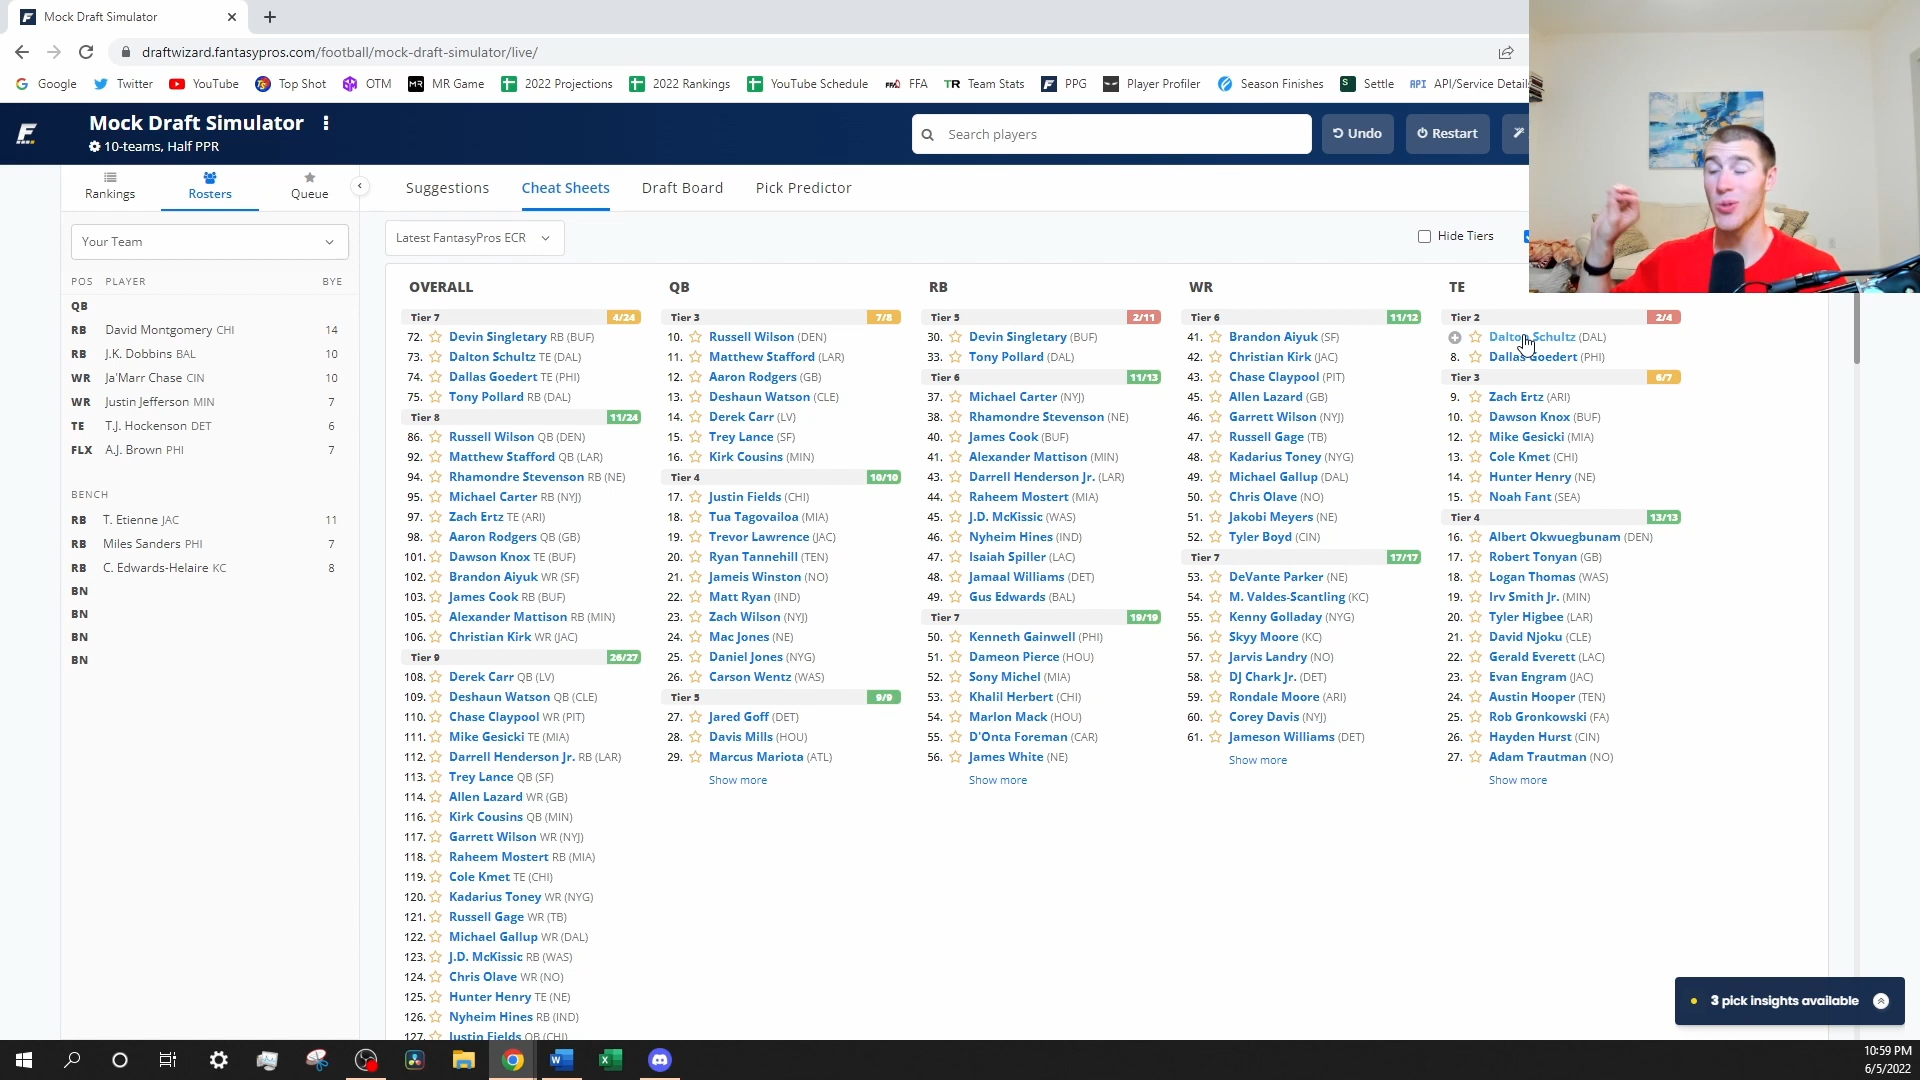 Mock Draft Simulator
draftwizard.fantasypros.com/football/mock-draft-simulator/live/
Google Twitter YouTube Top Shot OTM MR Game 2022 Projections 2022 Rankings YouTube Schedule FFA Team Stats PPG Player Profiler Season Finishes Settle API/Service Details
Mock Draft Simulator
10-teams, Half PPR
Search players
Undo
Restart
Rankings
Rosters
Queue
Suggestions
Cheat Sheets
Draft Board
Pick Predictor
Your Team
POS PLAYER BYE
QB
RB David Montgomery CHI 14
RB J.K. Dobbins BAL 10
WR Ja'Marr Chase CIN 10
WR Justin Jefferson MIN 7
TE T.J. Hockenson DET 6
FLX A.J. Brown PHI 7
BENCH
RB T. Etienne JAC 11
RB Miles Sanders PHI 7
RB C. Edwards-Helaire KC 8
BN
BN
BN
BN
Latest FantasyPros ECR
Hide Tiers
OVERALL
Tier 7 4/24
72. Devin Singletary RB (BUF)
73. Dalton Schultz TE (DAL)
74. Dallas Goedert TE (PHI)
75. Tony Pollard RB (DAL)
Tier 8 11/24
86. Russell Wilson QB (DEN)
92. Matthew Stafford QB (LAR)
94. Rhamondre Stevenson RB (NE)
95. Michael Carter RB (NYJ)
97. Zach Ertz TE (ARI)
98. Aaron Rodgers QB (GB)
101. Dawson Knox TE (BUF)
102. Brandon Aiyuk WR (SF)
103. James Cook RB (BUF)
105. Alexander Mattison RB (MIN)
106. Christian Kirk WR (JAC)
Tier 9 26/27
108. Derek Carr QB (LV)
109. Deshaun Watson QB (CLE)
110. Chase Claypool WR (PIT)
111. Mike Gesicki TE (MIA)
112. Darrell Henderson Jr. RB (LAR)
113. Trey Lance QB (SF)
114. Allen Lazard WR (GB)
116. Kirk Cousins QB (MIN)
117. Garrett Wilson WR (NYJ)
118. Raheem Mostert RB (MIA)
119. Cole Kmet TE (CHI)
120. Kadarius Toney WR (NYG)
121. Russell Gage WR (TB)
122. Michael Gallup WR (DAL)
123. J.D. McKissic RB (WAS)
124. Chris Olave WR (NO)
125. Hunter Henry TE (NE)
126. Nyheim Hines RB (IND)
127. Justin Fields QB (CHI)
QB
Tier 3 7/8
10. Russell Wilson (DEN)
11. Matthew Stafford (LAR)
12. Aaron Rodgers (GB)
13. Deshaun Watson (CLE)
14. Derek Carr (LV)
15. Trey Lance (SF)
16. Kirk Cousins (MIN)
Tier 4 10/10
17. Justin Fields (CHI)
18. Tua Tagovailoa (MIA)
19. Trevor Lawrence (JAC)
20. Ryan Tannehill (TEN)
21. Jameis Winston (NO)
22. Matt Ryan (IND)
23. Zach Wilson (NYJ)
24. Mac Jones (NE)
25. Daniel Jones (NYG)
26. Carson Wentz (WAS)
Tier 5 9/9
27. Jared Goff (DET)
28. Davis Mills (HOU)
29. Marcus Mariota (ATL)
Show more
RB
Tier 5 2/11
30. Devin Singletary (BUF)
33. Tony Pollard (DAL)
Tier 6 11/13
37. Michael Carter (NYJ)
38. Rhamondre Stevenson (NE)
40. James Cook (BUF)
41. Alexander Mattison (MIN)
43. Darrell Henderson Jr. (LAR)
44. Raheem Mostert (MIA)
45. J.D. McKissic (WAS)
46. Nyheim Hines (IND)
47. Isaiah Spiller (LAC)
48. Jamaal Williams (DET)
49. Gus Edwards (BAL)
Tier 7 19/19
50. Kenneth Gainwell (PHI)
51. Dameon Pierce (HOU)
52. Sony Michel (MIA)
53. Khalil Herbert (CHI)
54. Marlon Mack (HOU)
55. D'Onta Foreman (CAR)
56. James White (NE)
Show more
WR
Tier 6 11/12
41. Brandon Aiyuk (SF)
42. Christian Kirk (JAC)
43. Chase Claypool (PIT)
45. Allen Lazard (GB)
46. Garrett Wilson (NYJ)
47. Russell Gage (TB)
48. Kadarius Toney (NYG)
49. Michael Gallup (DAL)
50. Chris Olave (NO)
51. Jakobi Meyers (NE)
52. Tyler Boyd (CIN)
Tier 7 17/17
53. DeVante Parker (NE)
54. M. Valdes-Scantling (KC)
55. Kenny Golladay (NYG)
56. Skyy Moore (KC)
57. Jarvis Landry (NO)
58. DJ Chark Jr. (DET)
59. Rondale Moore (ARI)
60. Corey Davis (NYJ)
61. Jameson Williams (DET)
Show more
TE
Tier 2 2/4
Dalton Schultz (DAL)
8. Dallas Goedert (PHI)
Tier 3 6/7
9. Zach Ertz (ARI)
10. Dawson Knox (BUF)
12. Mike Gesicki (MIA)
13. Cole Kmet (CHI)
14. Hunter Henry (NE)
15. Noah Fant (SEA)
Tier 4 13/13
16. Albert Okwuegbunam (DEN)
17. Robert Tonyan (GB)
18. Logan Thomas (WAS)
19. Irv Smith Jr. (MIN)
20. Tyler Higbee (LAR)
21. David Njoku (CLE)
22. Gerald Everett (LAC)
23. Evan Engram (JAC)
24. Austin Hooper (TEN)
25. Rob Gronkowski (FA)
26. Hayden Hurst (CIN)
27. Adam Trautman (NO)
Show more
3 pick insights available
10:59 PM
6/5/2022